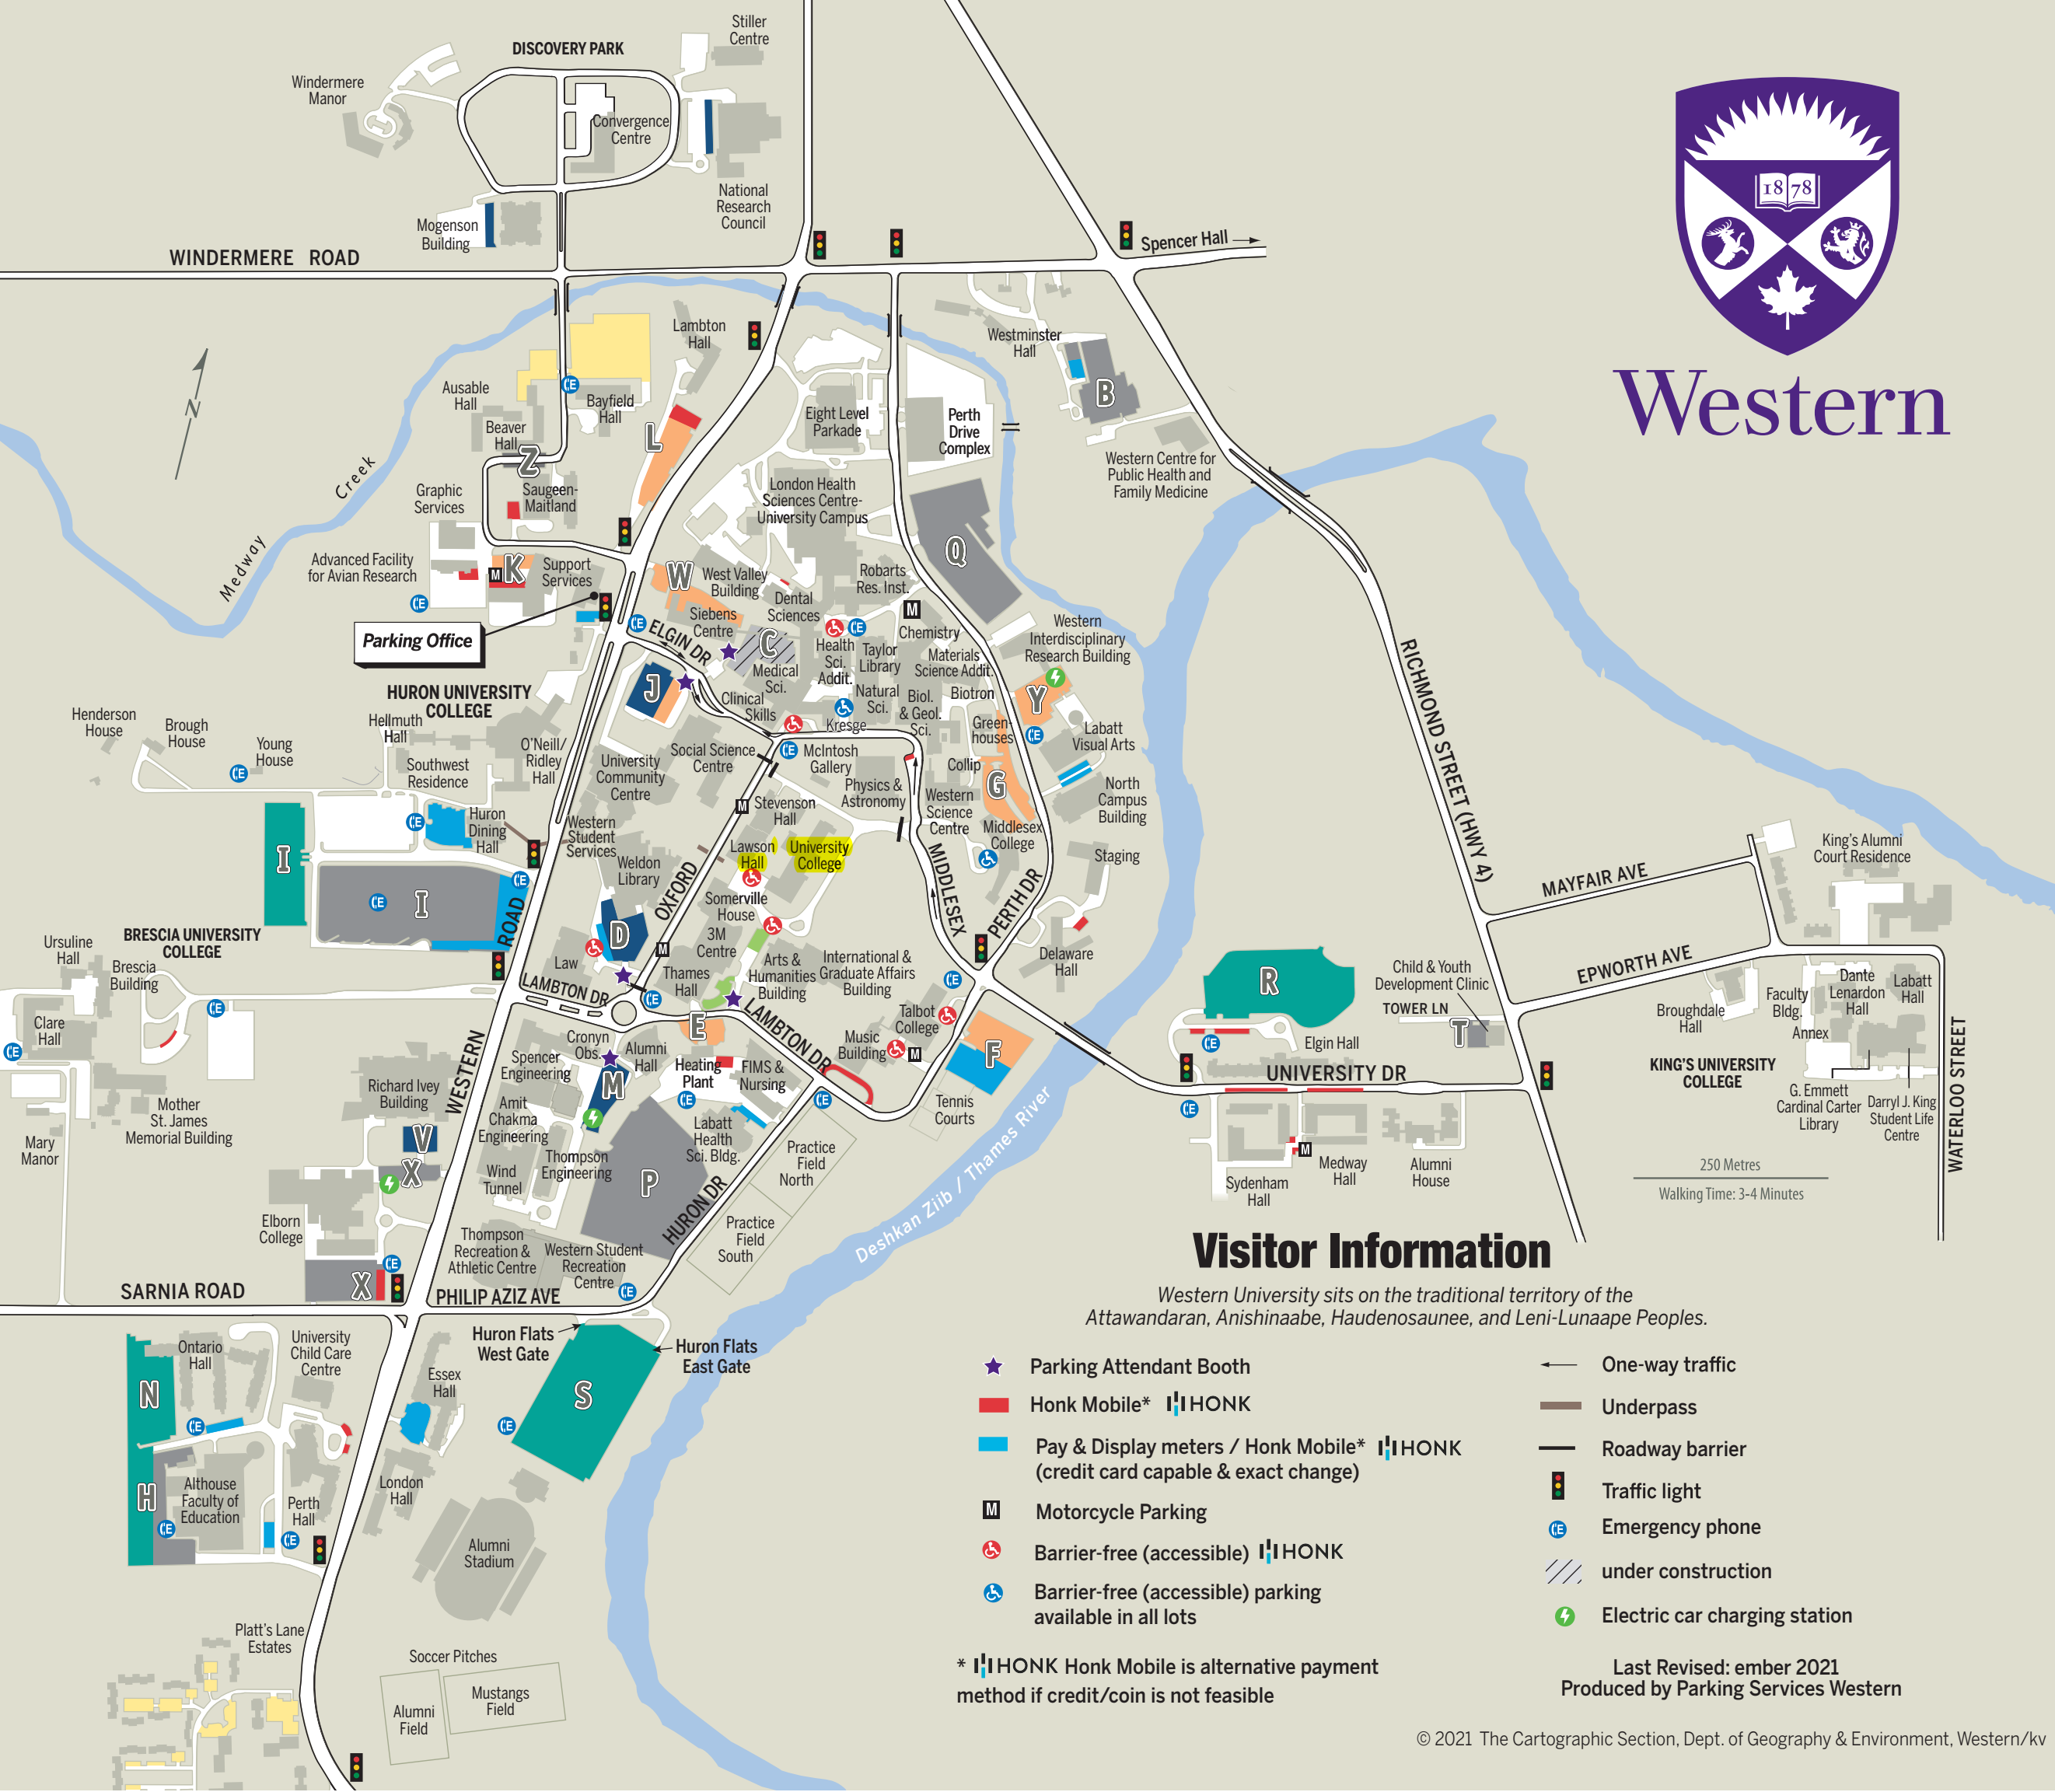 Stiller
Centre
DISCOVERY PARK
Windermere
Manor
Convergence
Centre
National
Research
Council
Mogenson
Building
WINDERMERE ROAD
Spencer Hall
1878
Western
Lambton
Hall
Westminster
Hall
Ausable
Hall
Bayfield
Hall
Beaver
Hall
Z
L
Eight Level
Parkade
Perth
Drive
Complex
B
Western Centre for
Public Health and
Family Medicine
N
Creek
Medway
Graphic
Services
Saugeen-
Maitland
London Health
Sciences Centre-
University Campus
Q
Advanced Facility
for Avian Research
M
K
Support
Services
W
West Valley
Building
Robarts
Res. Inst.
Dental
Sciences
Siebens
Centre
M
Chemistry
Parking Office
ELGIN DR
C
Health
Sci.
Addit.
Taylor
Library
Materials
Science Addit.
Western
Interdisciplinary
Research Building
Medical
Sci.
J
Clinical
Skills
Natural
Sci.
Biol.
& Geol.
Sci.
Biotron
Y
Kresge
Green-
houses
Labatt
Visual Arts
HURON UNIVERSITY
COLLEGE
Henderson
House
Brough
House
Young
House
Hellmuth
Hall
Southwest
Residence
O'Neill/
Ridley
Hall
University
Community
Centre
Social Science
Centre
McIntosh
Gallery
Physics &
Astronomy
Collip
G
North
Campus
Building
Western
Science
Centre
Middlesex
College
M
Stevenson
Hall
Huron
Dining
Hall
Western
Student
Services
Lawson
Hall
University
College
Weldon
Library
Staging
I
I
OXFORD
MIDDLESEX
PERTH DR
RICHMOND STREET (HWY 4)
MAYFAIR AVE
King's Alumni
Court Residence
Somerville
House
ROAD
D
M
3M
Centre
BRESCIA UNIVERSITY
COLLEGE
Ursuline
Hall
Brescia
Building
Law
LAMBTON DR
Thames
Hall
Arts &
Humanities
Building
International &
Graduate Affairs
Building
Delaware
Hall
R
Child & Youth
Development Clinic
TOWER LN
T
EPWORTH AVE
Broughdale
Hall
Faculty
Bldg.
Annex
Dante
Lenardon
Hall
Labatt
Hall
Clare
Hall
E
LAMBTON DR
Talbot
College
Music
Building
M
F
Elgin Hall
UNIVERSITY DR
KING'S UNIVERSITY
COLLEGE
G. Emmett
Cardinal Carter
Library
Darryl J. King
Student Life
Centre
WATERLOO STREET
WESTERN
Cronyn
Obs.
Alumni
Hall
Spencer
Engineering
M
Heating
Plant
FIMS &
Nursing
Richard Ivey
Building
Amit
Chakma
Engineering
Labatt
Health
Sci. Bldg.
Tennis
Courts
Mother
St. James
Memorial Building
Mary
Manor
V
X
Thompson
Engineering
Wind
Tunnel
P
Practice
Field
North
Practice
Field
South
HURON DR
Deshkan Ziib / Thames River
Sydenham
Hall
M
Medway
Hall
Alumni
House
250 Metres
Walking Time: 3-4 Minutes
Elborn
College
Thompson
Recreation &
Athletic Centre
Western Student
Recreation
Centre
X
SARNIA ROAD
PHILIP AZIZ AVE
Huron Flats
West Gate
Huron Flats
East Gate
S
Ontario
Hall
University
Child Care
Centre
Essex
Hall
N
H
Althouse
Faculty of
Education
Perth
Hall
London
Hall
Alumni
Stadium
Platt's Lane
Estates
Soccer Pitches
Alumni
Field
Mustangs
Field
Visitor Information
Western University sits on the traditional territory of the
Attawandaran, Anishinaabe, Haudenosaunee, and Leni-Lunaape Peoples.
Parking Attendant Booth
Honk Mobile* HONK
Pay & Display meters / Honk Mobile* HONK
(credit card capable & exact change)
M Motorcycle Parking
Barrier-free (accessible) HONK
Barrier-free (accessible) parking
available in all lots
* HONK Honk Mobile is alternative payment
method if credit/coin is not feasible
One-way traffic
Underpass
Roadway barrier
Traffic light
Emergency phone
under construction
Electric car charging station
Last Revised: ember 2021
Produced by Parking Services Western
© 2021 The Cartographic Section, Dept. of Geography & Environment, Western/kv